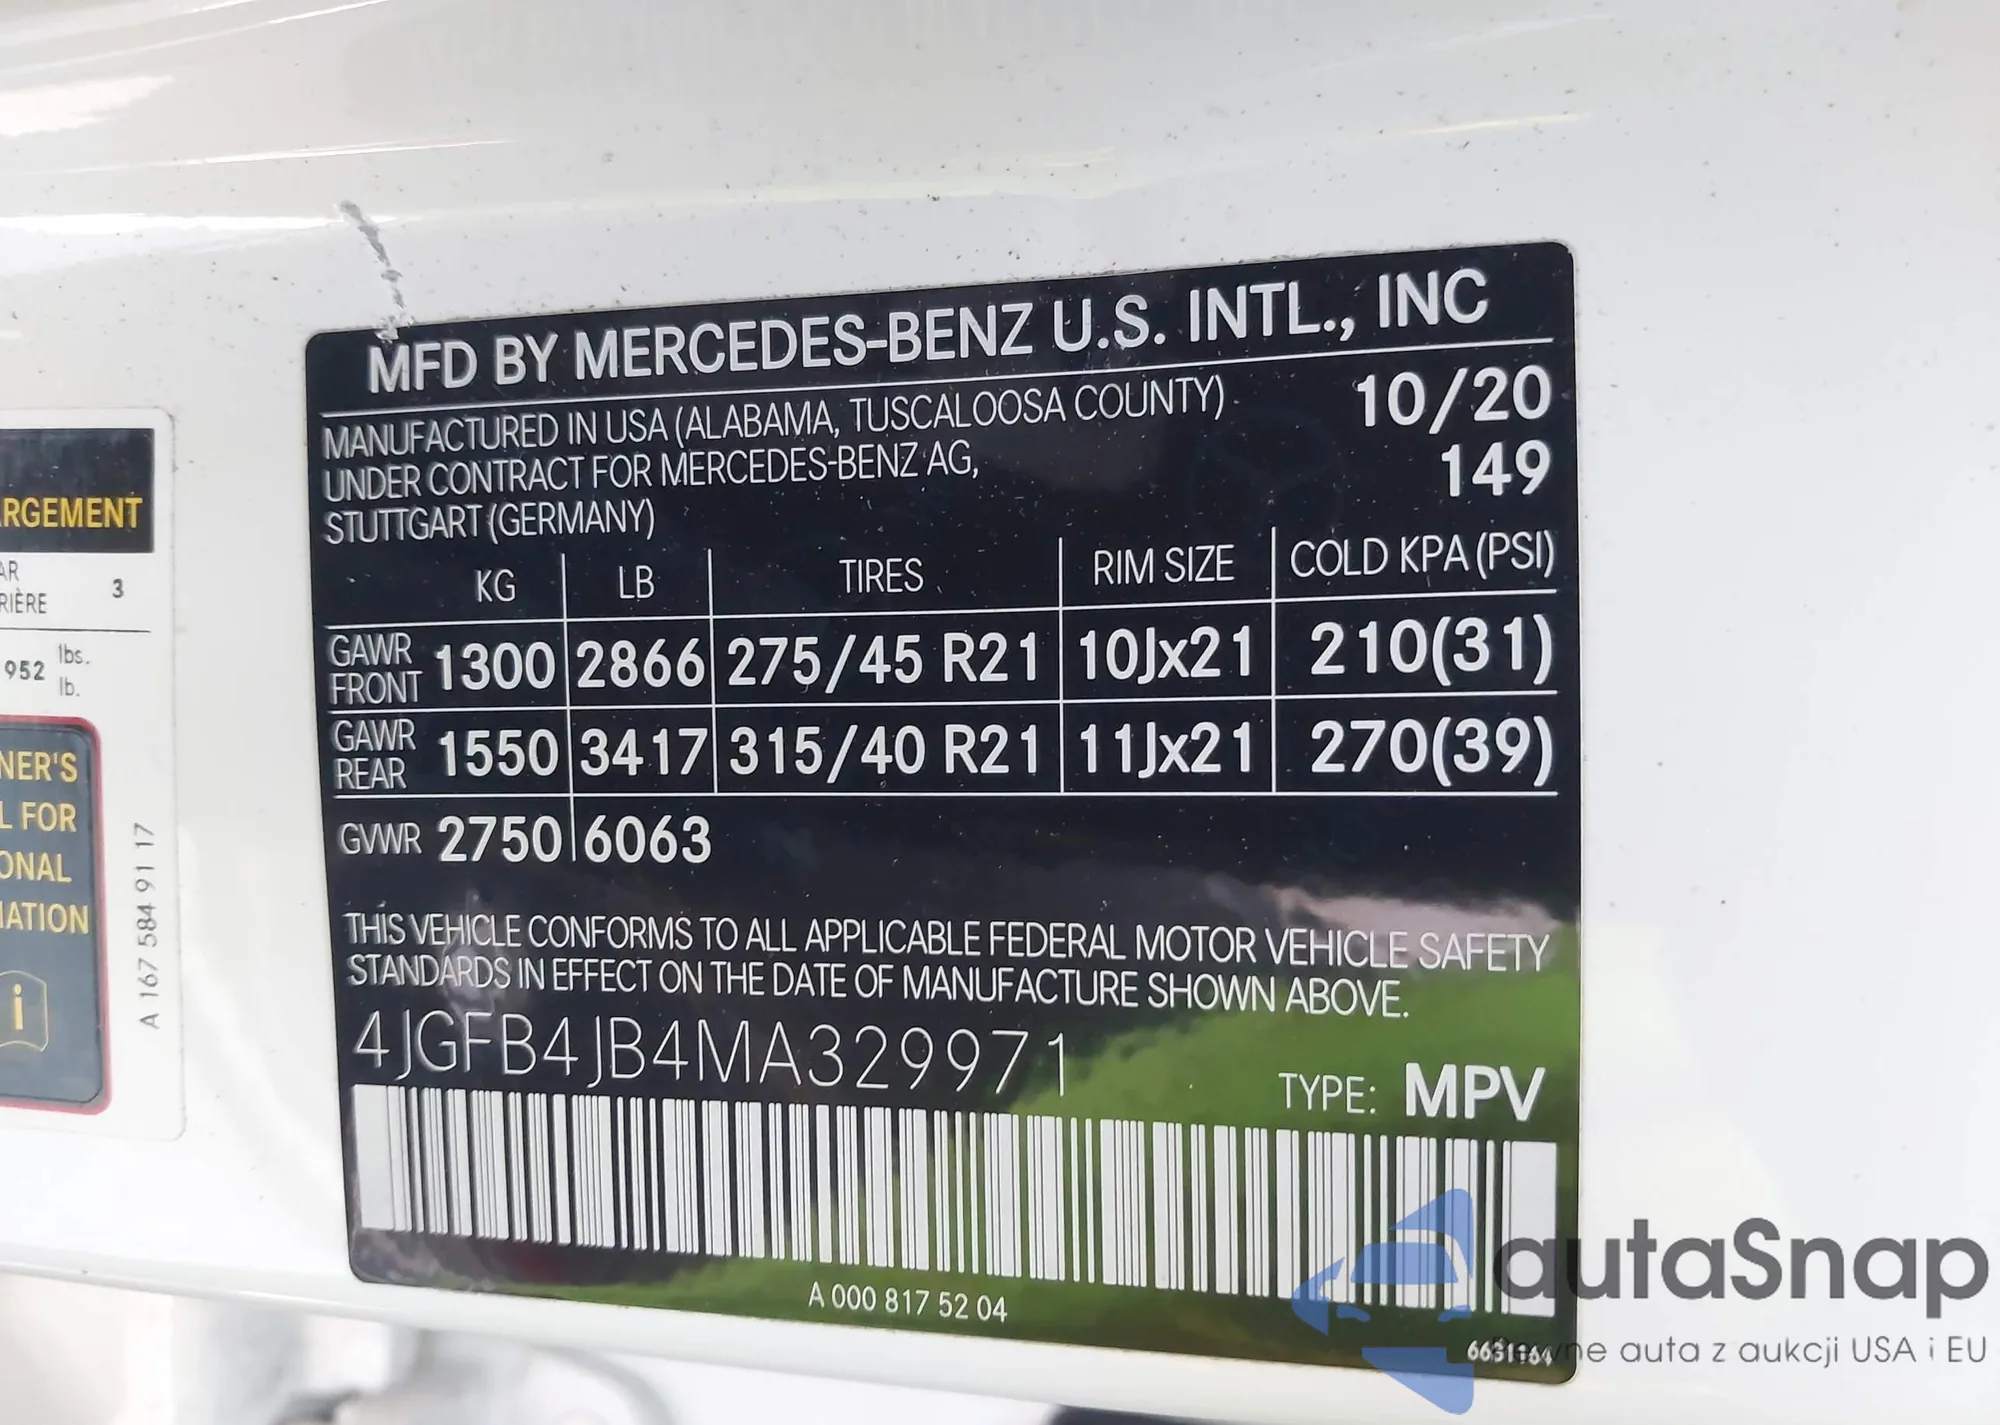 MFD BY MERCEDES-BENZ U.S. INTL., INC
MANUFACTURED IN USA (ALABAMA, TUSCALOOSA COUNTY)
UNDER CONTRACT FOR MERCEDES-BENZ AG,
STUTTGART (GERMANY)
10/20
149
KG LB TIRES RIM SIZE COLD KPA (PSI)
GAWR FRONT 1300 2866 275/45 R21 10Jx21 210(31)
GAWR REAR 1550 3417 315/40 R21 11Jx21 270(39)
GVWR 2750 6063
THIS VEHICLE CONFORMS TO ALL APPLICABLE FEDERAL MOTOR VEHICLE SAFETY
STANDARDS IN EFFECT ON THE DATE OF MANUFACTURE SHOWN ABOVE.
4JGFB4JB4MA329971
TYPE: MPV
A 000 817 52 04
RGEMENT
AR
RIÈRE 3
952 lbs.
lb.
NER'S
L FOR
ONAL
MATION
i
A 167 584 91 17
autaSnap
auta z aukcji USA i EU